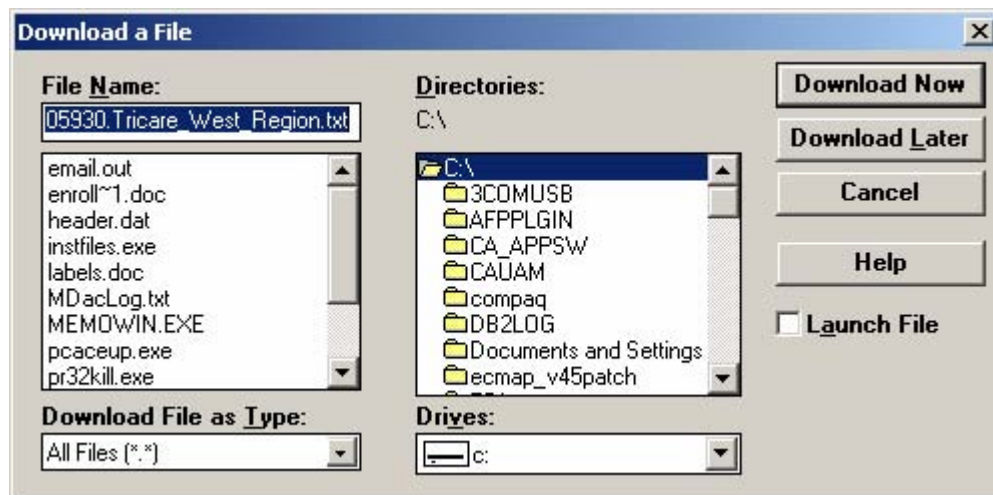 Download a File
File Name:
05930.Tricare_West_Region.txt
email.out
enroll~1.doc
header.dat
instfiles.exe
labels.doc
MDacLog.txt
MEMOWIN.EXE
pcaceup.exe
pr32kill.exe
Download File as Type:
All Files (*.*)
Directories:
C:\
C:\
3COMUSB
AFPPLGIN
CA_APPSW
CAUAM
compaq
DB2LOG
Documents and Settings
ecmap_v45patch
Drives:
c:
Download Now
Download Later
Cancel
Help
Launch File